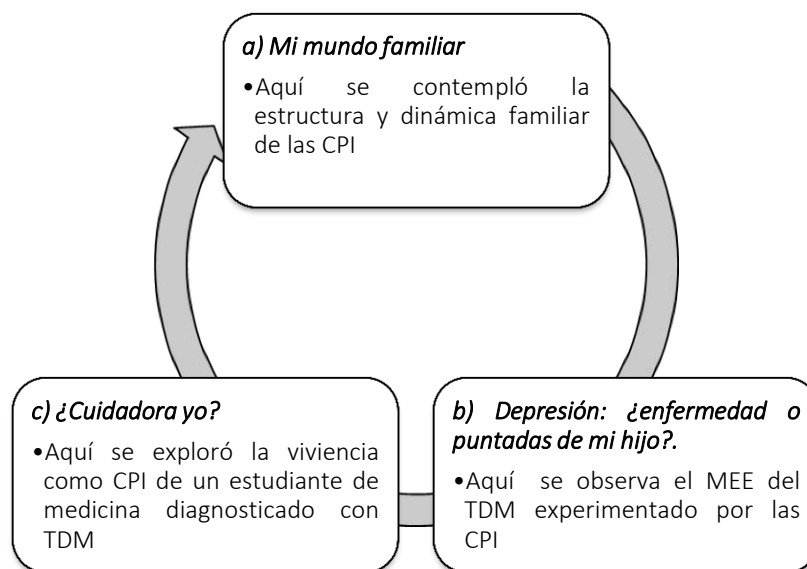 a) Mi mundo familiar
•Aquí se contempló la
estructura y dinámica familiar
de las CPI
b) Depresión: ¿enfermedad o
puntadas de mi hijo?.
•Aquí se observa el MEE del
TDM experimentado por las
CPI
c) ¿Cuidadora yo?
•Aquí se exploró la viviencia
como CPI de un estudiante de
medicina diagnosticado con
TDM